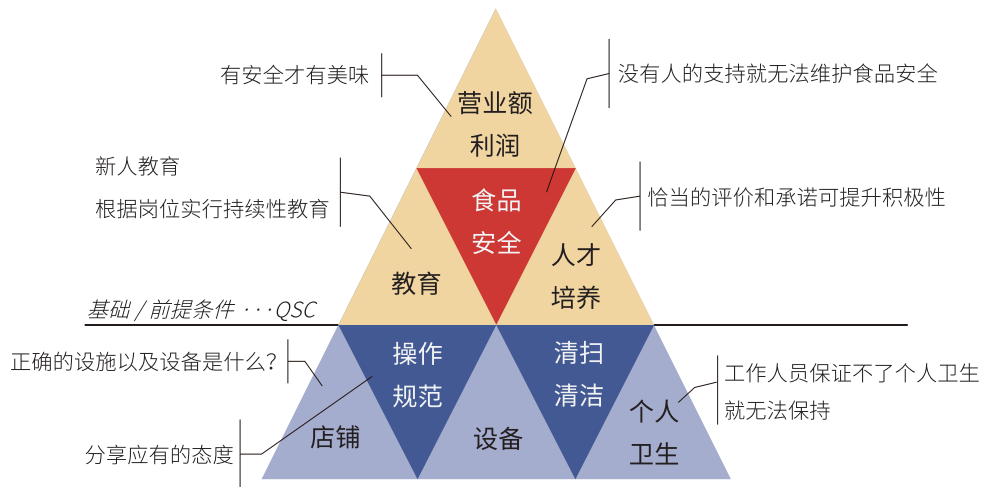 有安全才有美味
没有人的支持就无法维护食品安全
营业额
利润
新人教育
根据岗位实行持续性教育
食品
安全
恰当的评价和承诺可提升积极性
教育
人才
培养
基础 / 前提条件 ···QSC
正确的设施以及设备是什么?
操作
规范
清扫
清洁
工作人员保证不了个人卫生
就无法保持
分享应有的态度
店铺
设备
个人
卫生